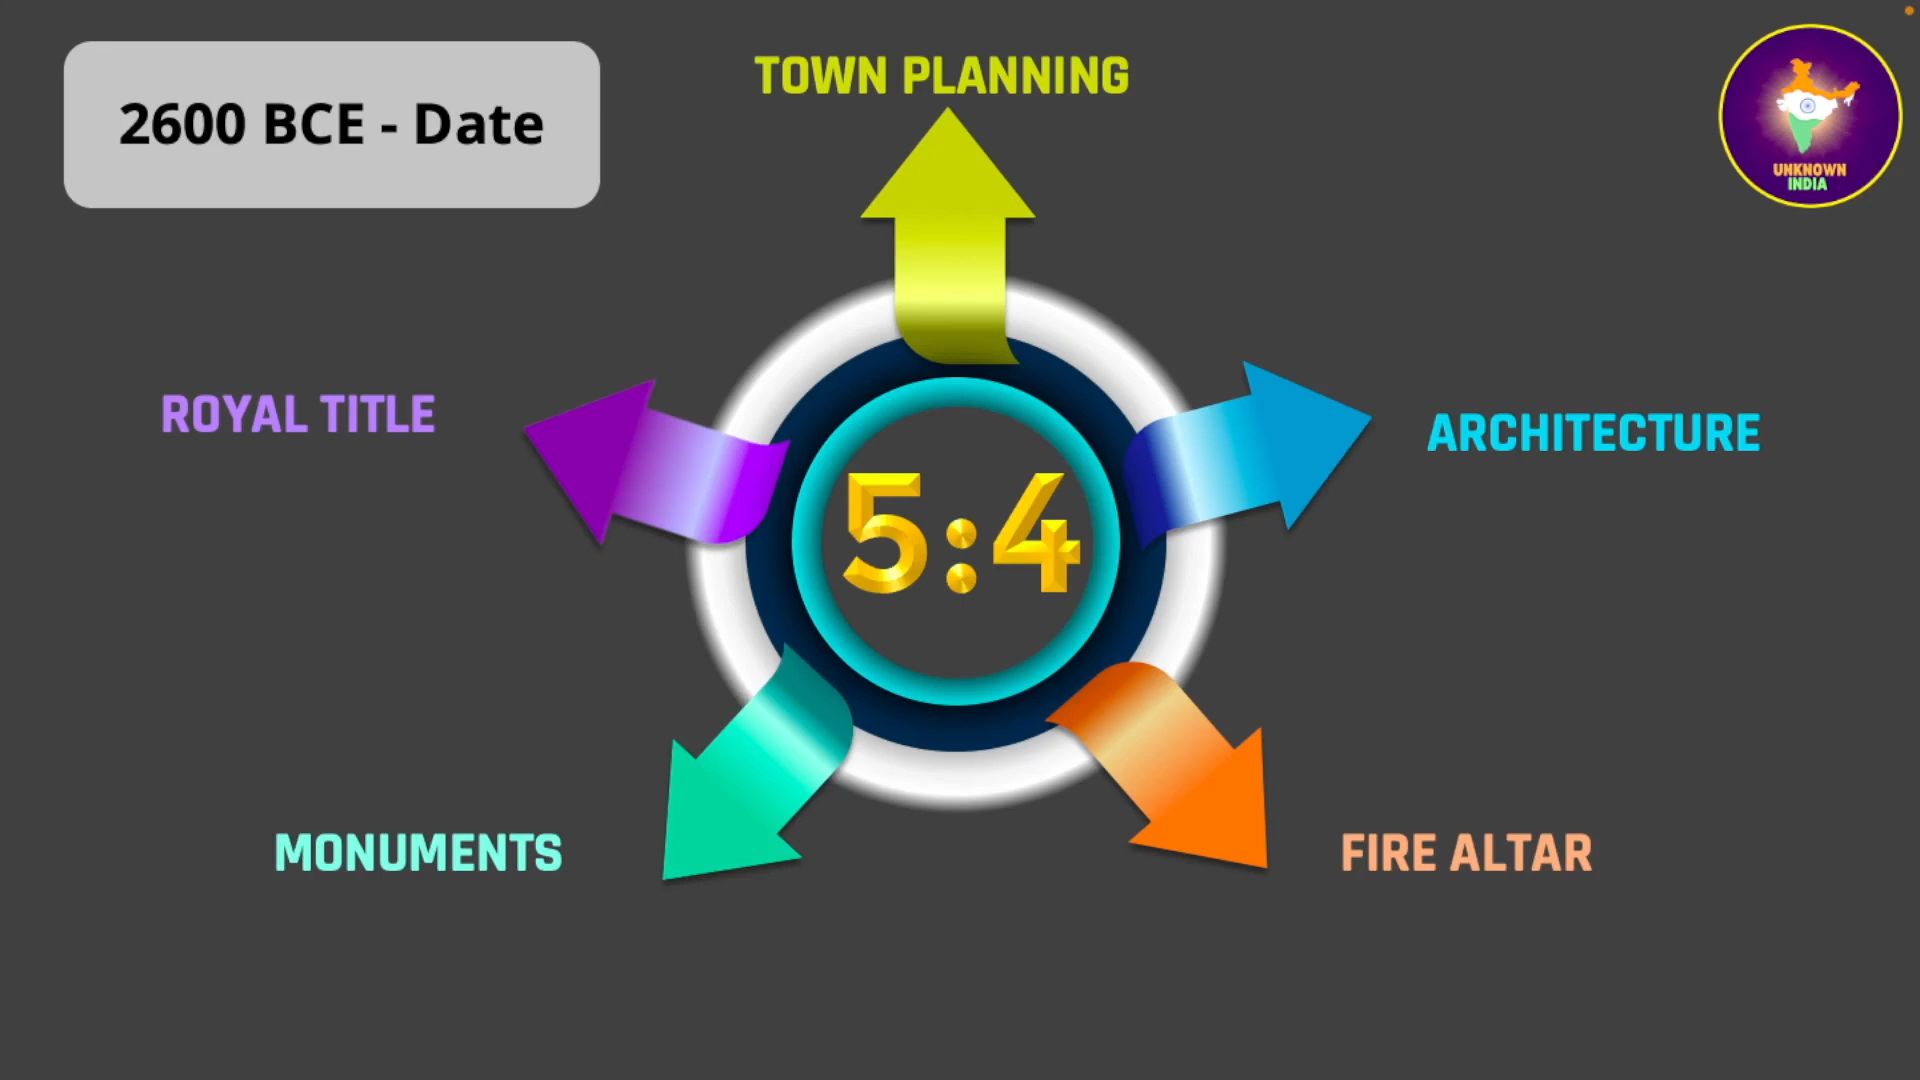 2600 BCE - Date
TOWN PLANNING
UNKNOWN
INDIA
ROYAL TITLE
ARCHITECTURE
5:4
MONUMENTS
FIRE ALTAR